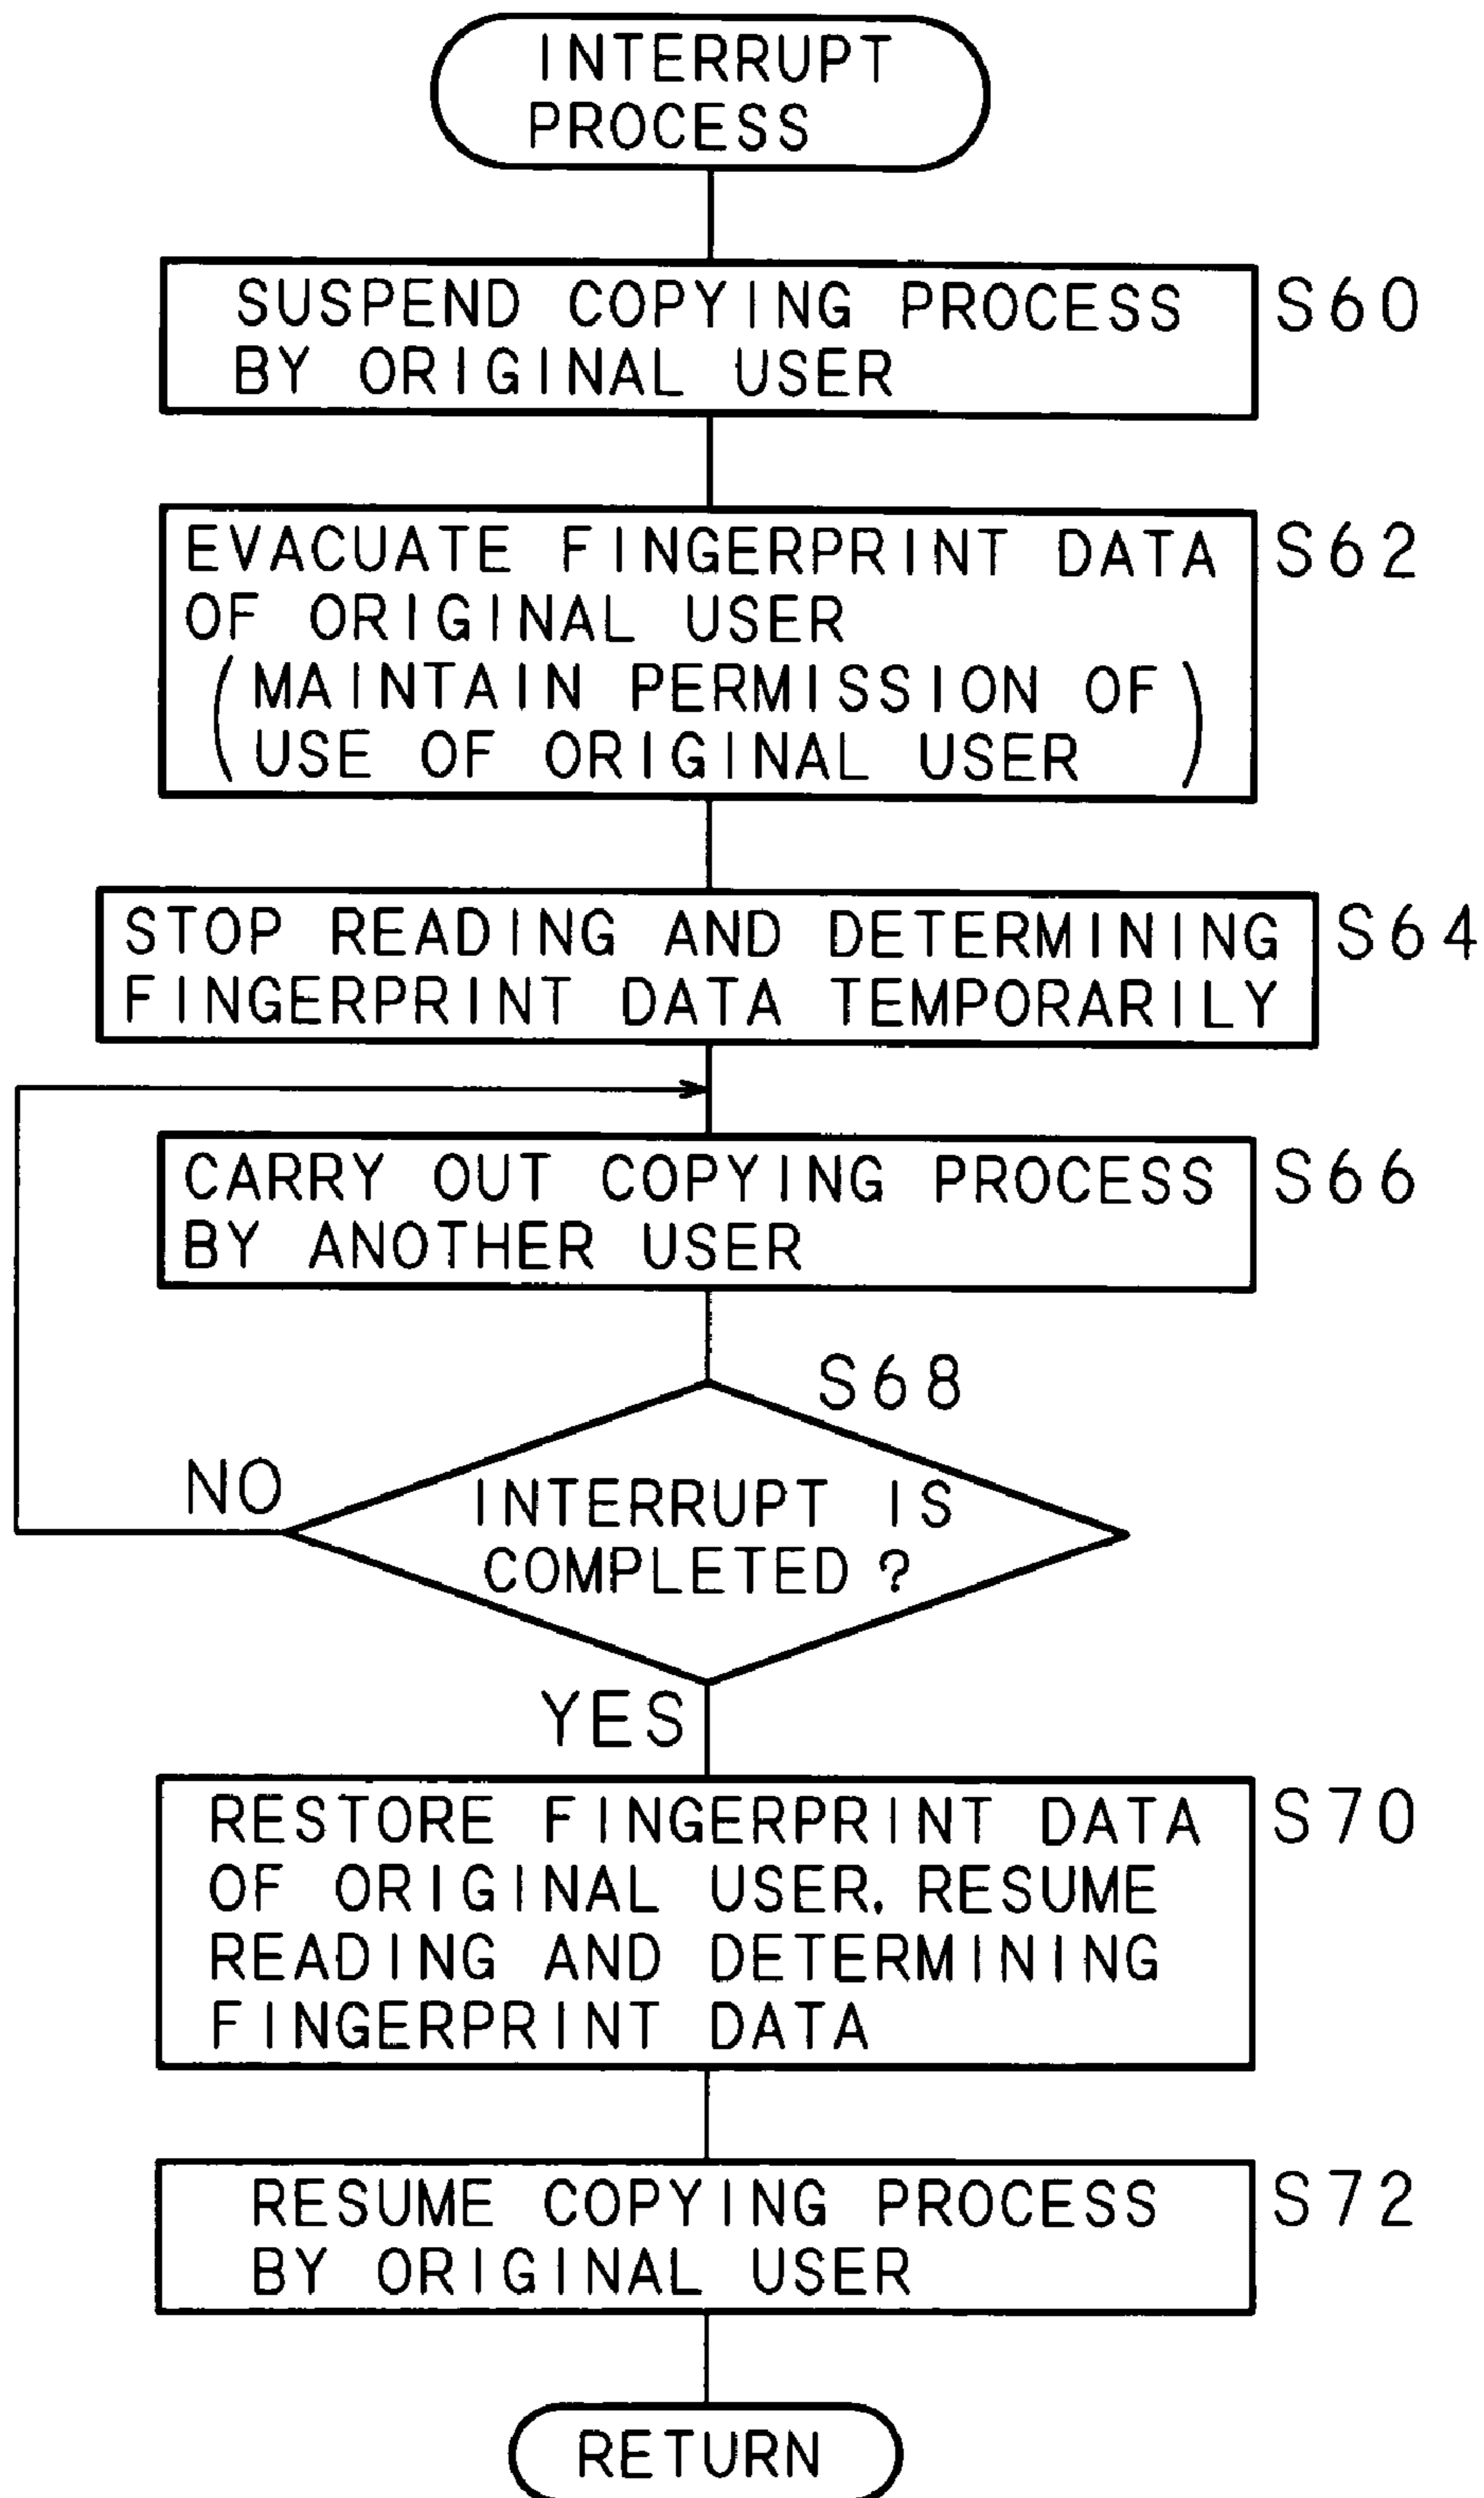 INTERRUPT
PROCESS
SUSPEND COPYING PROCESS
BY ORIGINAL USER
S60
EVACUATE FINGERPRINT DATA
OF ORIGINAL USER
(MAINTAIN PERMISSION OF
USE OF ORIGINAL USER)
S62
STOP READING AND DETERMINING
FINGERPRINT DATA TEMPORARILY
S64
CARRY OUT COPYING PROCESS
BY ANOTHER USER
S66
S68
INTERRUPT IS
COMPLETED?
NO
YES
RESTORE FINGERPRINT DATA
OF ORIGINAL USER, RESUME
READING AND DETERMINING
FINGERPRINT DATA
S70
RESUME COPYING PROCESS
BY ORIGINAL USER
S72
RETURN